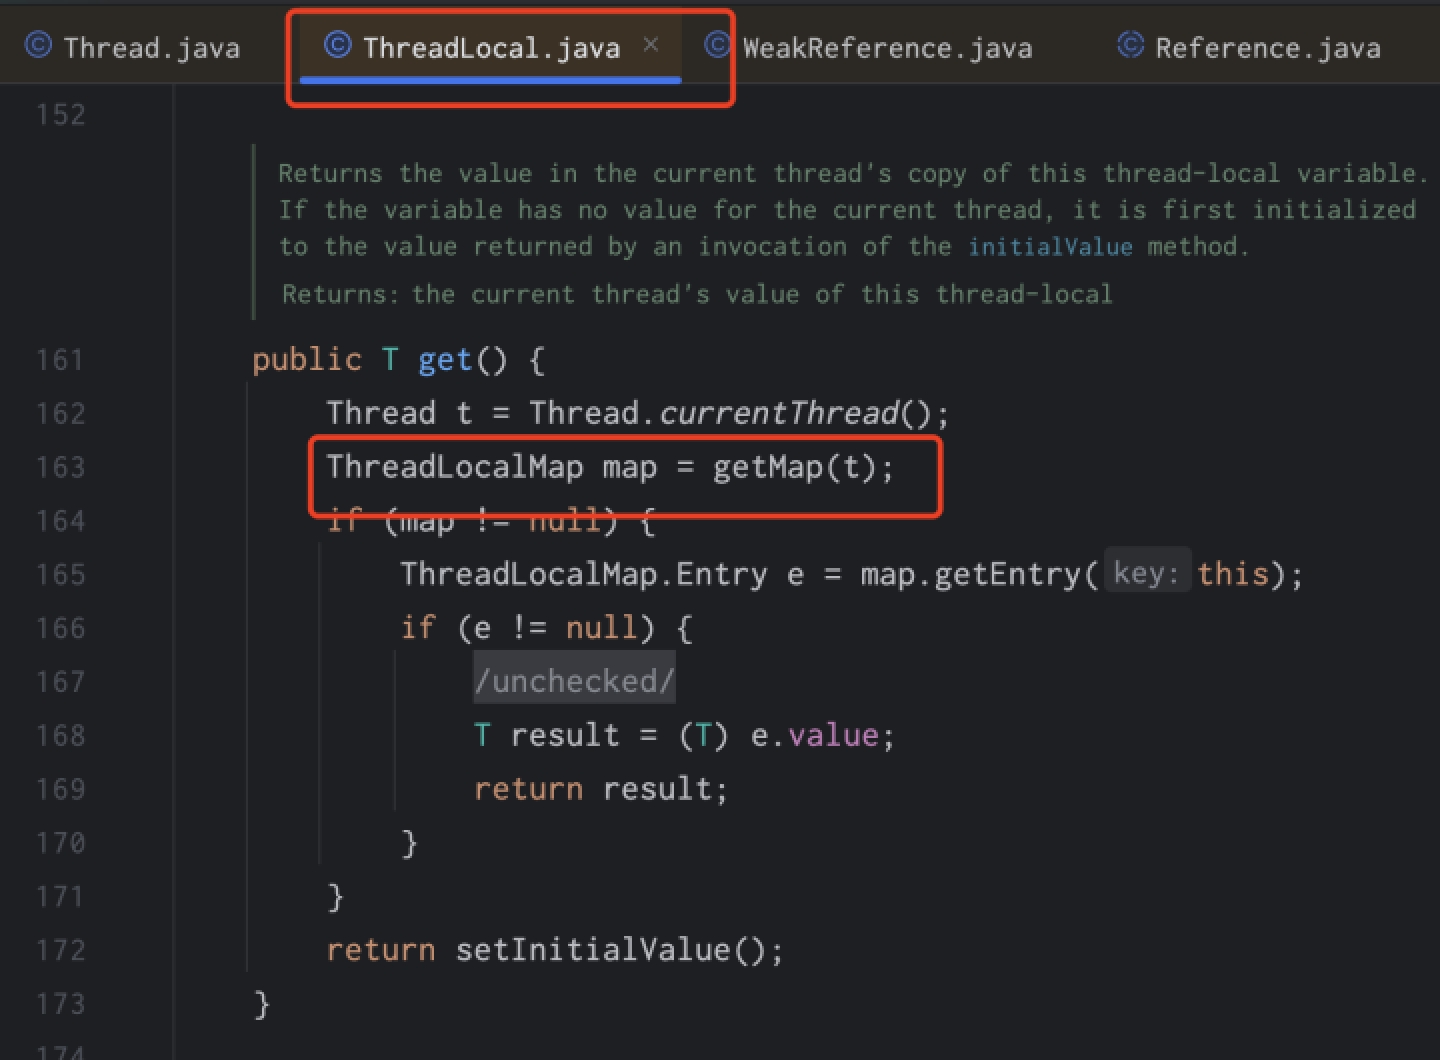 Thread.java ThreadLocal.java × WeakReference.java Reference.java
152
Returns the value in the current thread's copy of this thread-local variable.
If the variable has no value for the current thread, it is first initialized
to the value returned by an invocation of the initialValue method.
Returns: the current thread's value of this thread-local
161 public T get() {
162 Thread t = Thread.currentThread();
163 ThreadLocalMap map = getMap(t);
164 if (map != null) {
165 ThreadLocalMap.Entry e = map.getEntry( key: this);
166 if (e != null) {
167 /unchecked/
168 T result = (T) e.value;
169 return result;
170 }
171 }
172 return setInitialValue();
173 }
174